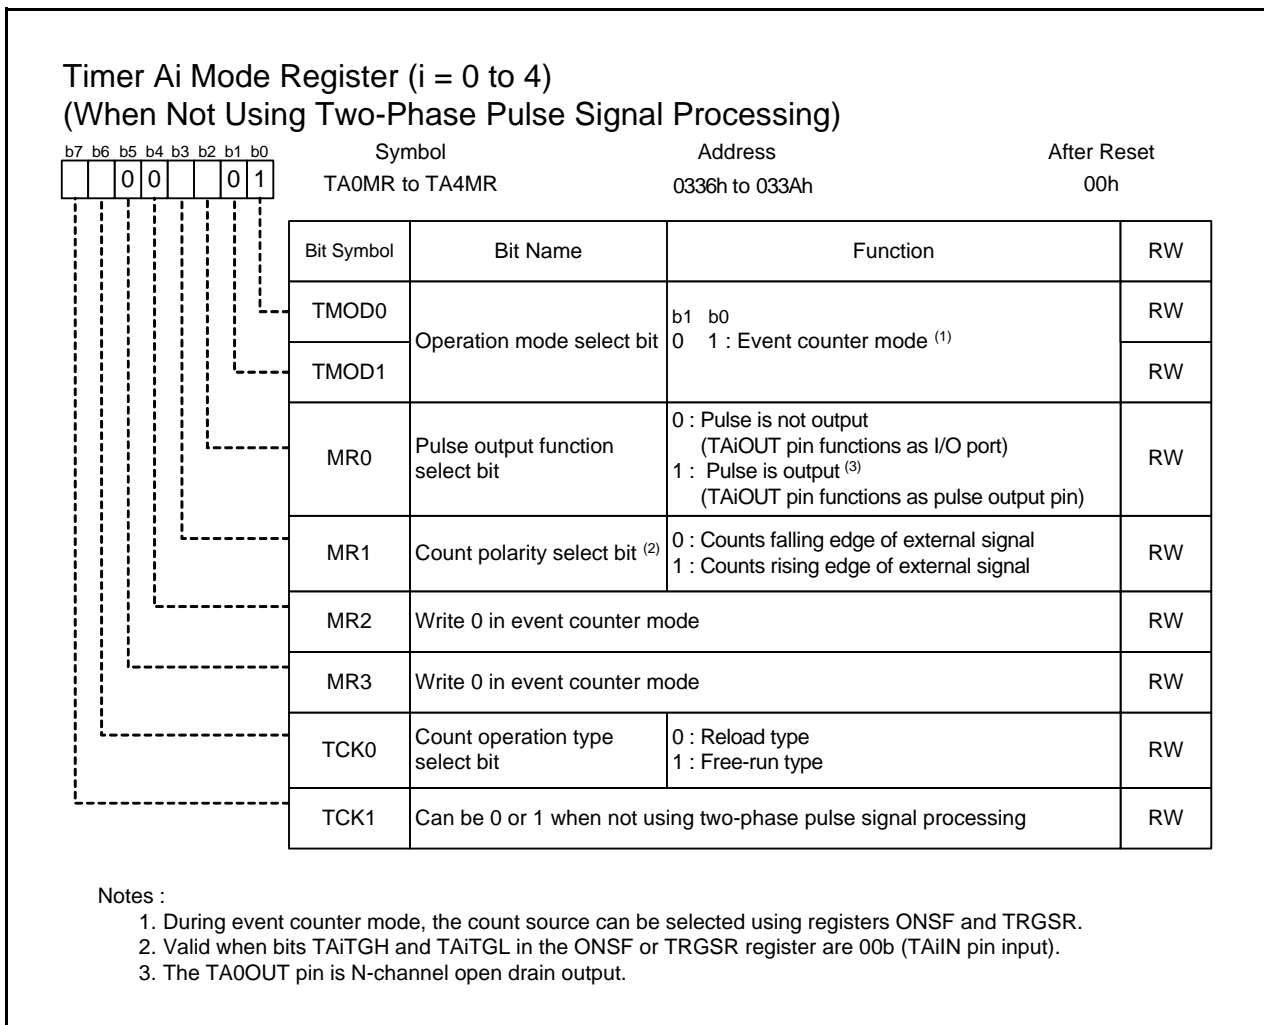 Timer Ai Mode Register (i = 0 to 4)
(When Not Using Two-Phase Pulse Signal Processing)
b7 b6 b5 b4 b3 b2 b1 b0
0 0 0 1
Symbol Address After Reset
TA0MR to TA4MR 0336h to 033Ah 00h
Bit Symbol Bit Name Function RW
TMOD0 RW
Operation mode select bit
b1 b0
0 1 : Event counter mode (1)
TMOD1 RW
MR0
Pulse output function
select bit
0 : Pulse is not output
(TAiOUT pin functions as I/O port)
1 : Pulse is output (3)
(TAiOUT pin functions as pulse output pin)
RW
MR1
Count polarity select bit (2)
0 : Counts falling edge of external signal
1 : Counts rising edge of external signal
RW
MR2 Write 0 in event counter mode RW
MR3 Write 0 in event counter mode RW
TCK0
Count operation type
select bit
0 : Reload type
1 : Free-run type
RW
TCK1 Can be 0 or 1 when not using two-phase pulse signal processing RW
Notes :
1. During event counter mode, the count source can be selected using registers ONSF and TRGSR.
2. Valid when bits TAiTGH and TAiTGL in the ONSF or TRGSR register are 00b (TAiIN pin input).
3. The TA0OUT pin is N-channel open drain output.